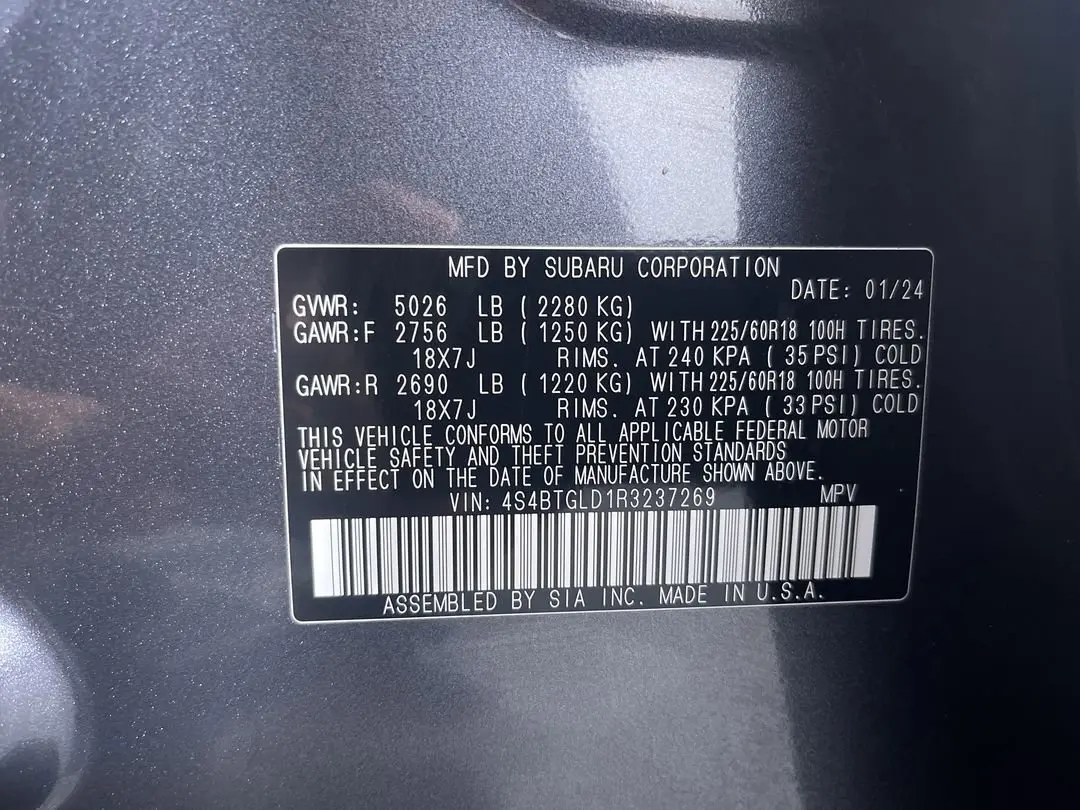 MFD BY SUBARU CORPORATION
DATE: 01/24
GVWR: 5026 LB ( 2280 KG)
GAWR:F 2756 LB ( 1250 KG) WITH 225/60R18 100H TIRES.
18X7J RIMS. AT 240 KPA ( 35 PSI) COLD
GAWR:R 2690 LB ( 1220 KG) WITH 225/60R18 100H TIRES.
18X7J RIMS. AT 230 KPA ( 33 PSI) COLD
THIS VEHICLE CONFORMS TO ALL APPLICABLE FEDERAL MOTOR
VEHICLE SAFETY AND THEFT PREVENTION STANDARDS
IN EFFECT ON THE DATE OF MANUFACTURE SHOWN ABOVE.
VIN: 4S4BTGLD1R3237269 MPV
ASSEMBLED BY SIA INC. MADE IN U.S.A.